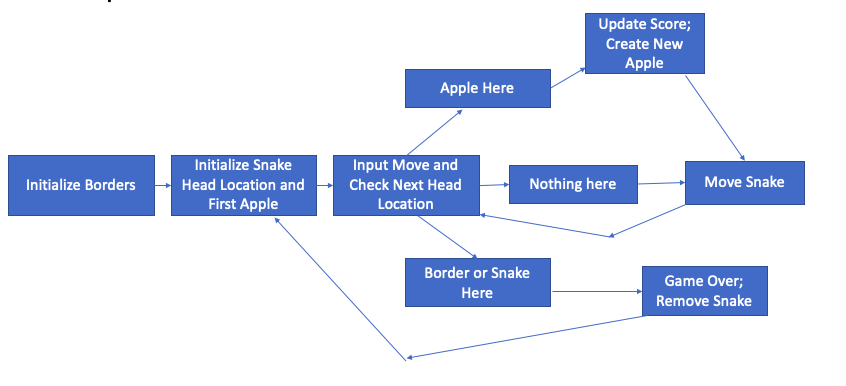 Update Score;
Create New
Apple
Apple Here
Initialize Borders
Initialize Snake
Head Location and
First Apple
Input Move and
Check Next Head
Location
Nothing here
Move Snake
Border or Snake
Here
Game Over;
Remove Snake